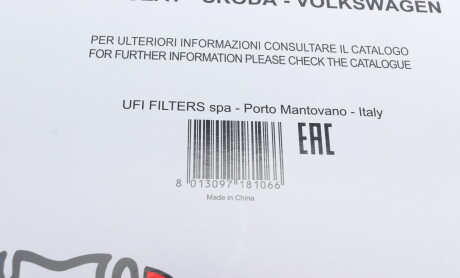 SKODA - VOLKSWAGEN
PER ULTERIORI INFORMAZIONI CONSULTARE IL CATALOGO
FOR FURTHER INFORMATION PLEASE CHECK THE CATALOGUE
UFI FILTERS spa - Porto Mantovano - Italy
EAC
8 013097 181066
Made in China